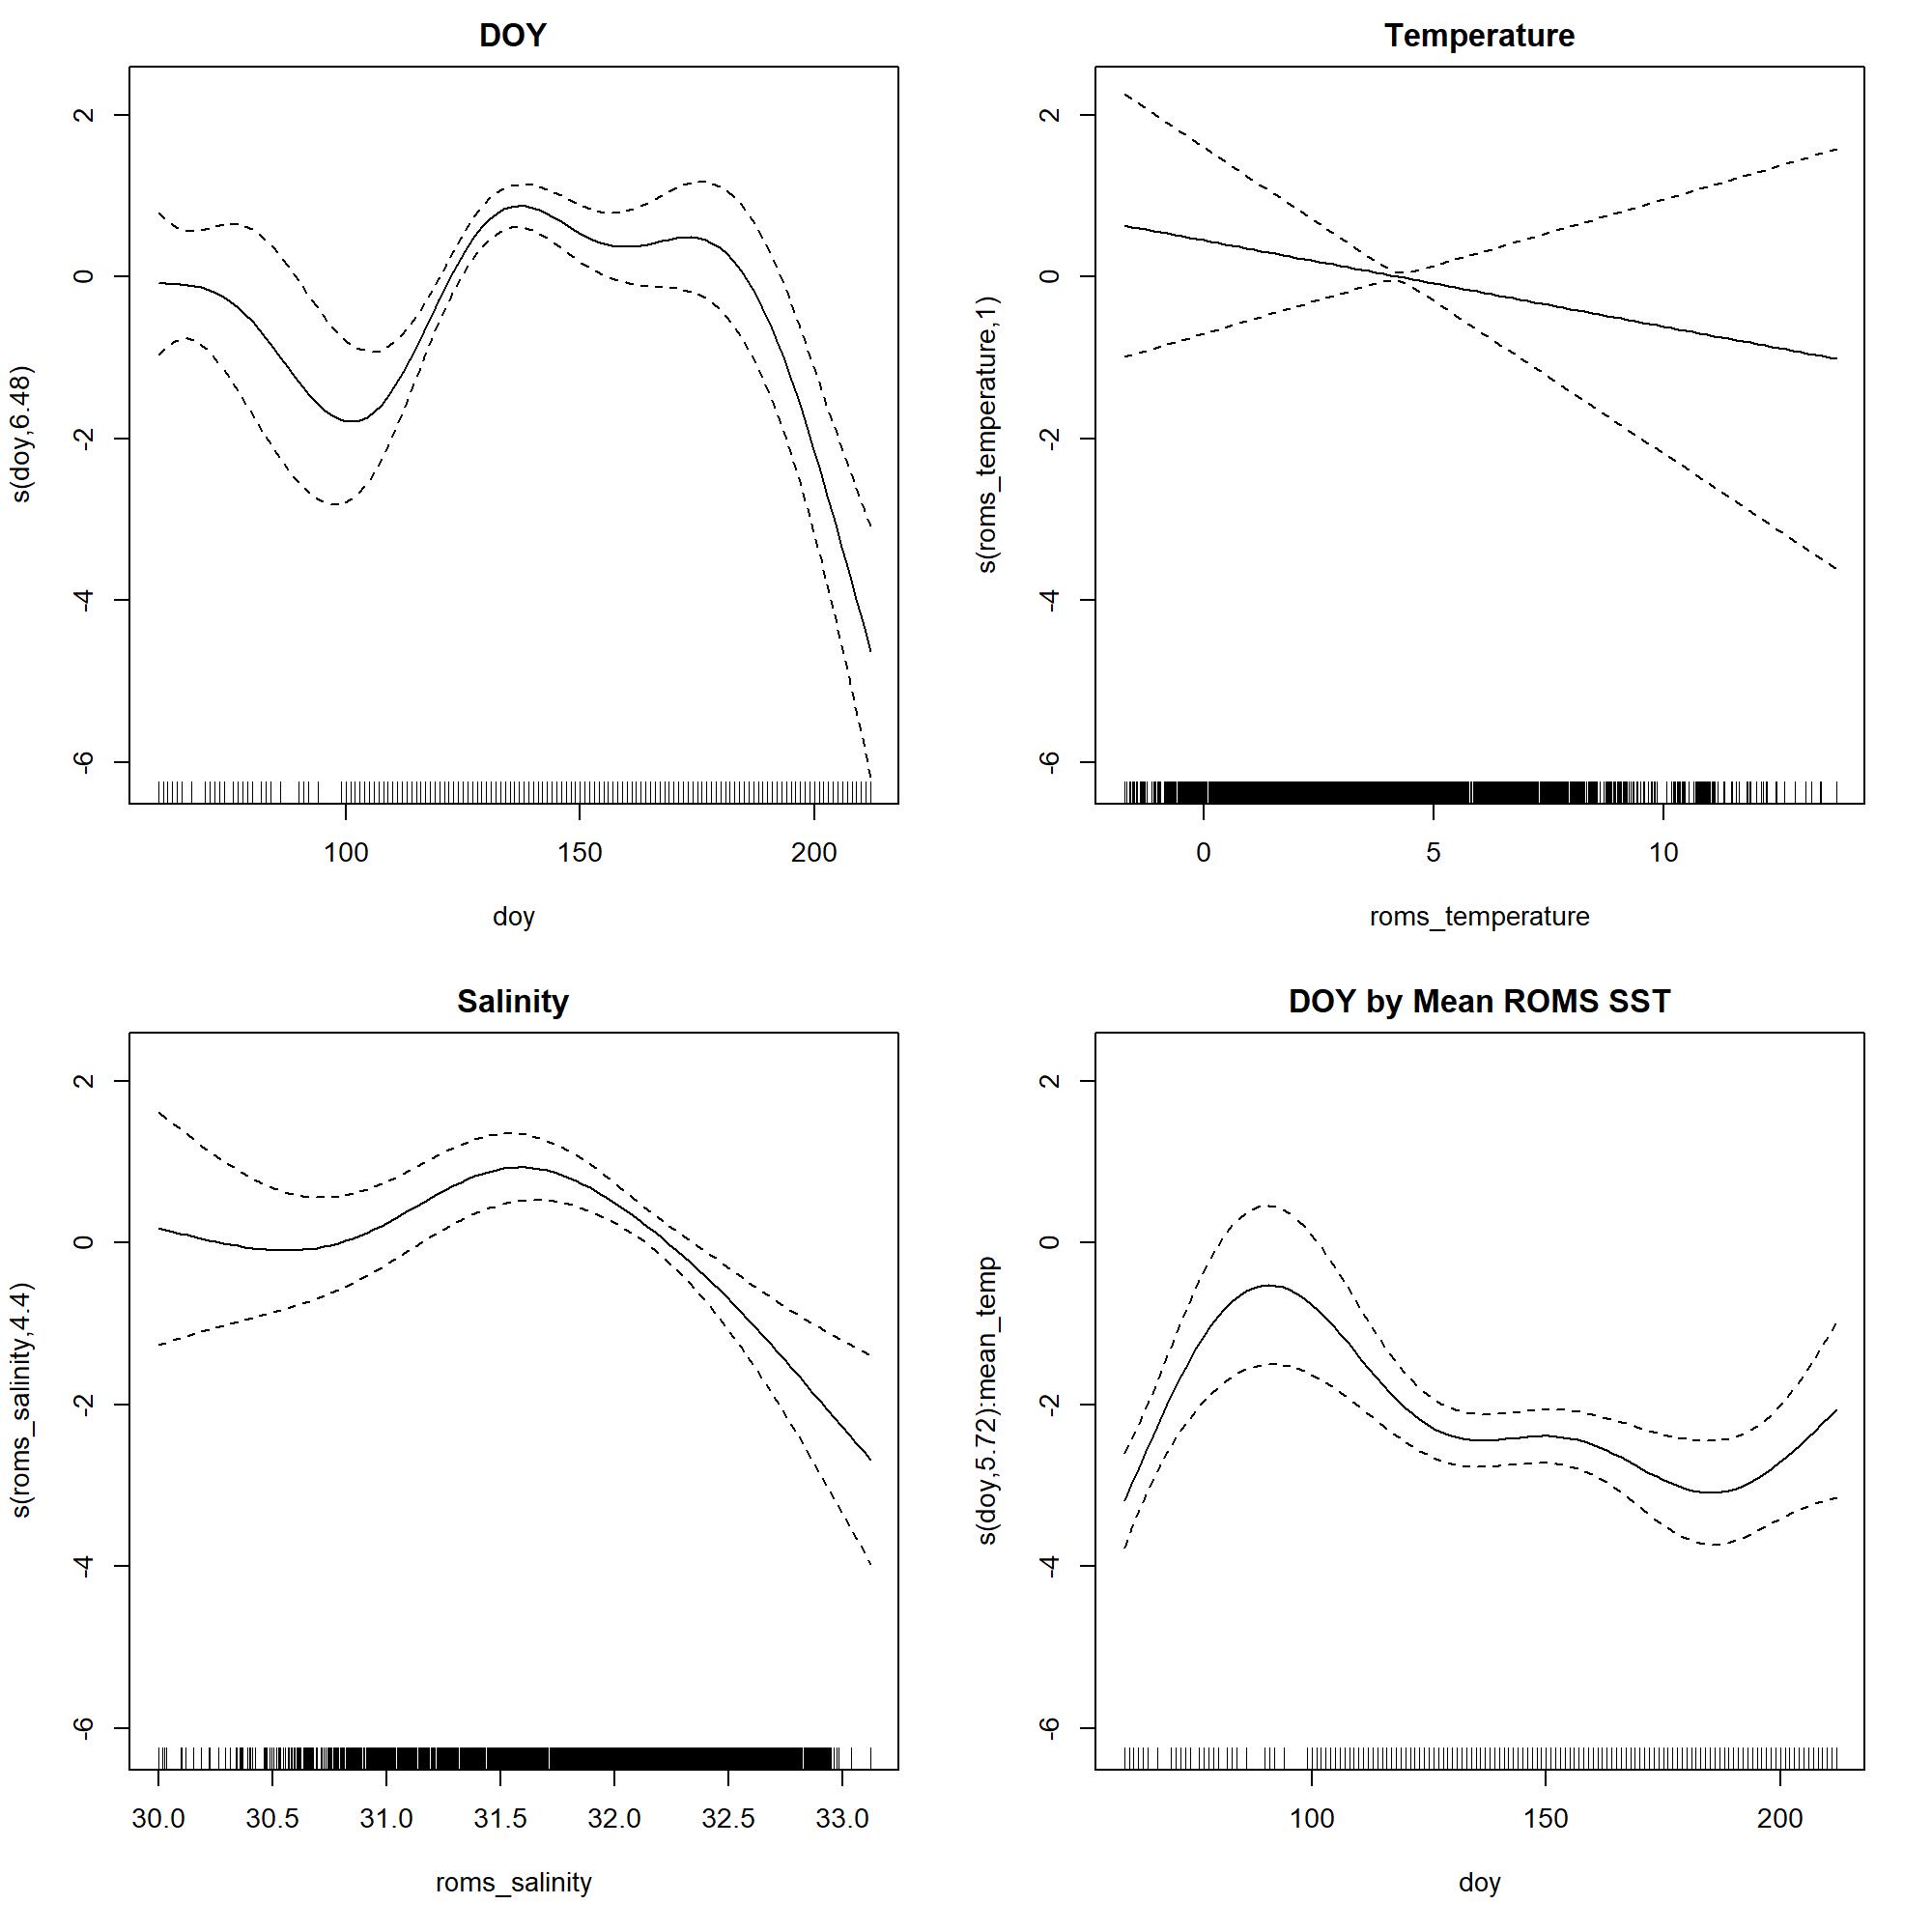 DOY
2
0
-2
-4
-6
s(doy,6.48)
100 150 200
doy
Temperature
2
0
-2
-4
-6
s(roms_temperature,1)
0 5 10
roms_temperature
Salinity
2
0
-2
-4
-6
s(roms_salinity,4.4)
30.0 30.5 31.0 31.5 32.0 32.5 33.0
roms_salinity
DOY by Mean ROMS SST
2
0
-2
-4
-6
s(doy,5.72):mean_temp
100 150 200
doy